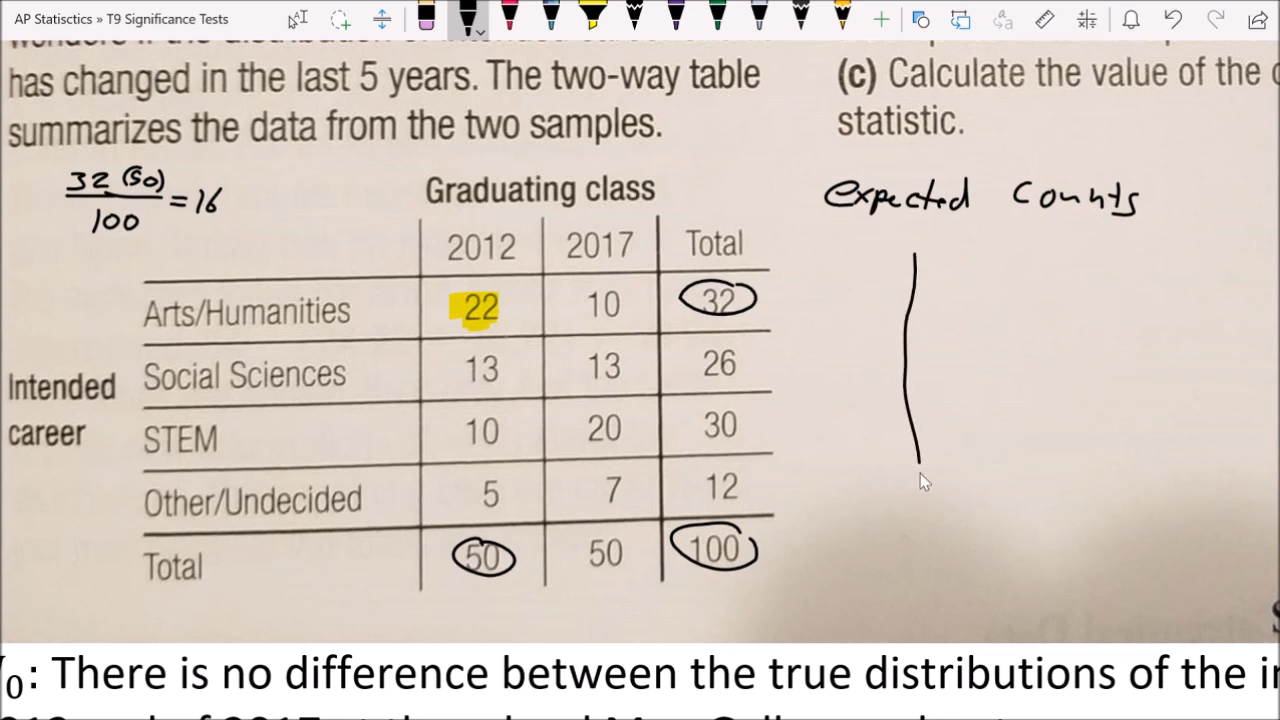 AP Statisctics » T9 Significance Tests
has changed in the last 5 years. The two-way table
summarizes the data from the two samples.
(c) Calculate the value of the
statistic.
32 (50)
100
= 16
Graduating class
expected counts
2012 2017 Total
Arts/Humanities 22 10 32
Social Sciences 13 13 26
Intended
career
STEM 10 20 30
Other/Undecided 5 7 12
Total 50 50 100
0: There is no difference between the true distributions of the